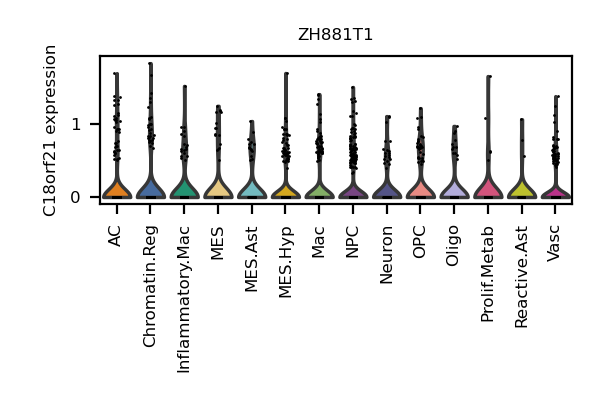 ZH881T1
C18orf21 expression
1
0
AC
Chromatin.Reg
Inflammatory.Mac
MES
MES.Ast
MES.Hyp
Mac
NPC
Neuron
OPC
Oligo
Prolif.Metab
Reactive.Ast
Vasc